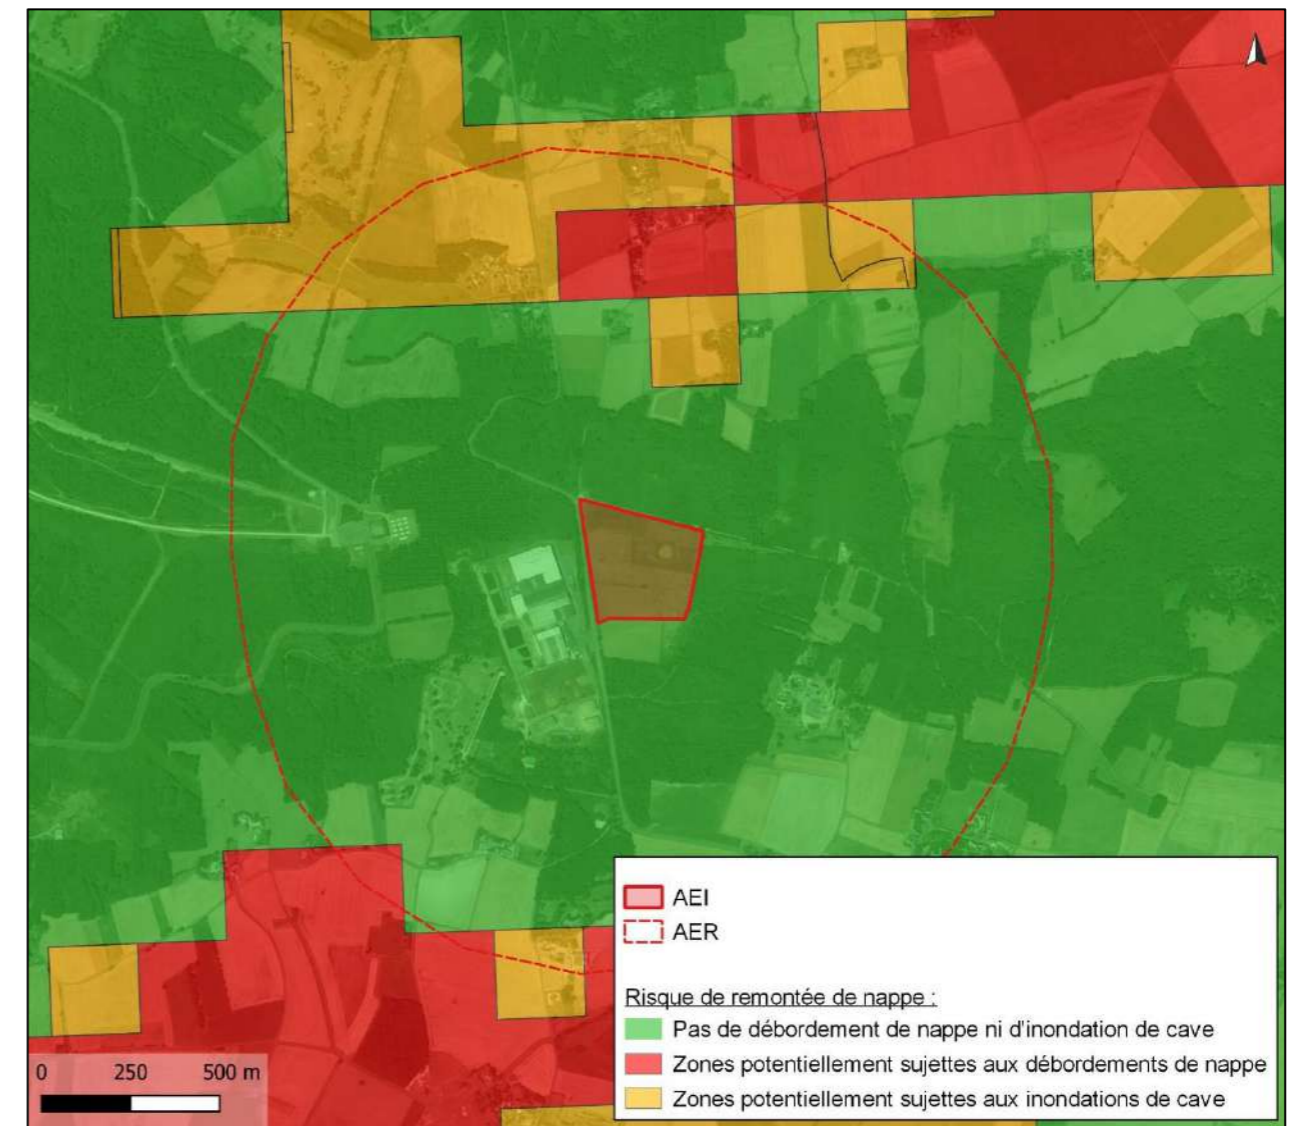 AEI
AER
Risque de remontée de nappe :
Pas de débordement de nappe ni d'inondation de cave
Zones potentiellement sujettes aux débordements de nappe
Zones potentiellement sujettes aux inondations de cave
0 250 500 m